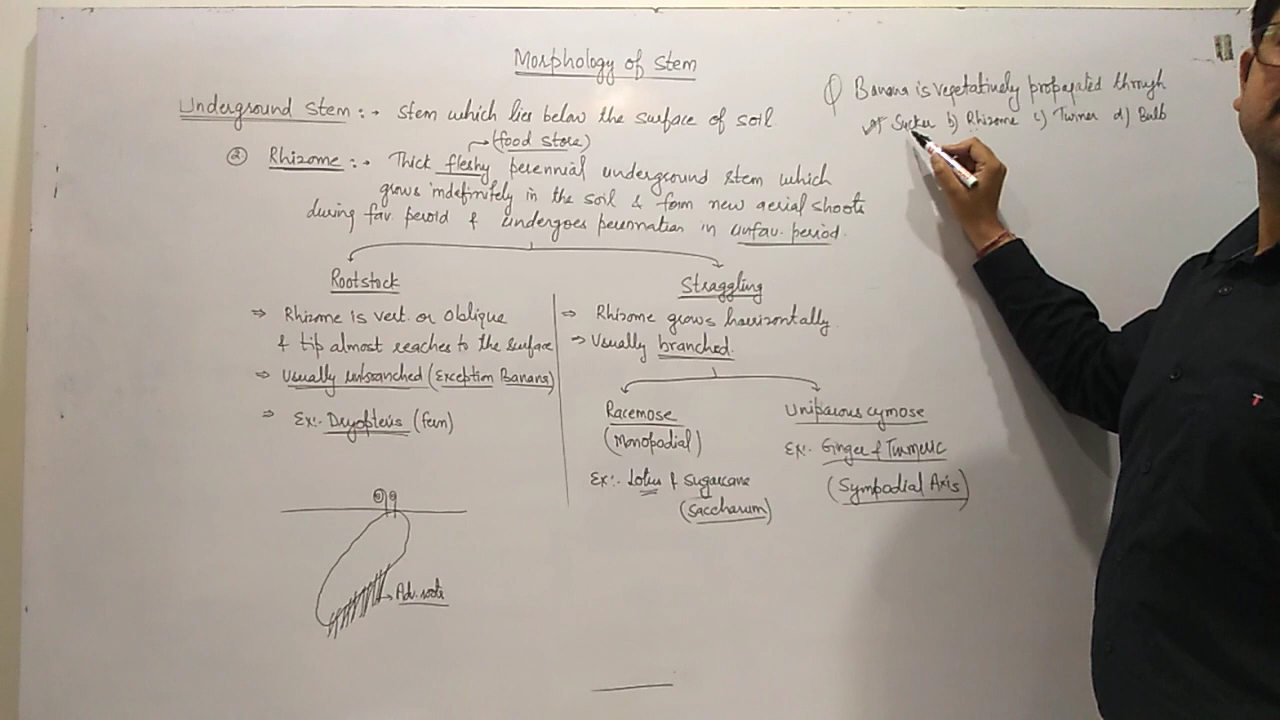 Morphology of Stem
Underground Stem :→ Stem which lies below the surface of soil
(food store)
② Rhizome :→ Thick fleshy perennial underground stem which
grows indefinitely in the soil & form new aerial shoots
during fav. peroid & undergoes perennation in unfav. period.
Rootstock
⇒ Rhizome is vert. or oblique
& tip almost reaches to the surface
⇒ Usually unbranched (Exception Banana)
⇒ Ex:- Dryopteris (fern)
Adv. roots
Straggling
⇒ Rhizome grows haurizontally
⇒ Usually branched.
Racemose
(Monopodial)
Ex:- Lotus & Sugarcane
(Saccharum)
Uniparous cymose
Ex:- Ginger & Turmeric
(Sympodial Axis)
Q Banana is vegetatively propagated through
a) Sucker b) Rhizome c) Turner d) Bulb
T